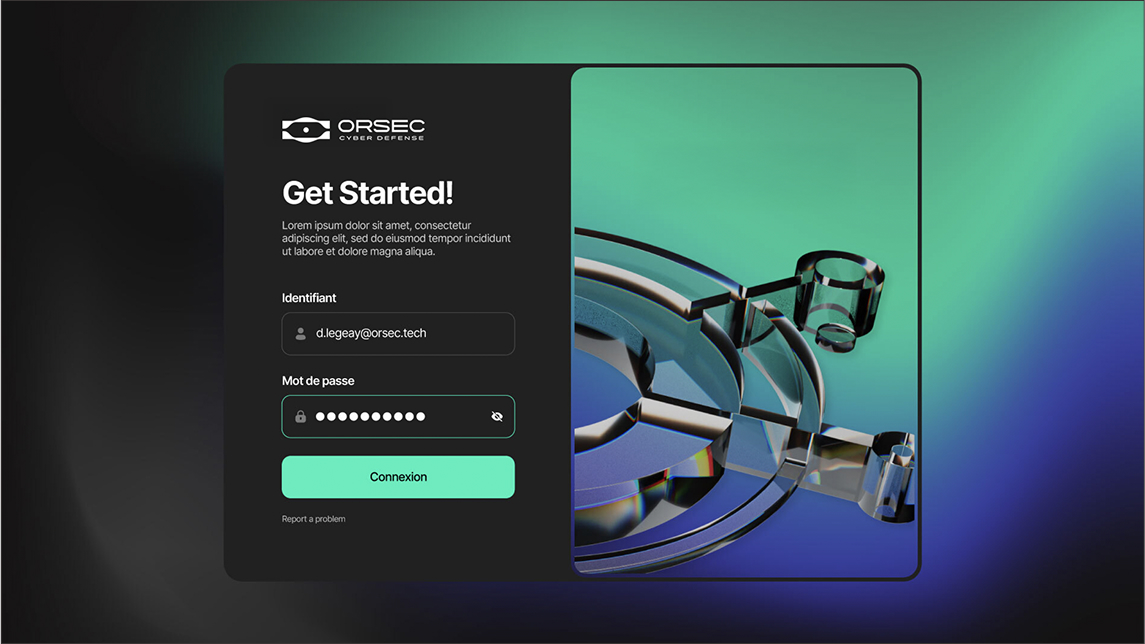 ORSEC
CYBER DEFENSE
Get Started!
Lorem ipsum dolor sit amet, consectetur
adipiscing elit, sed do eiusmod tempor incididunt
ut labore et dolore magna aliqua.
Identifiant
d.legeay@orsec.tech
Mot de passe
Connexion
Report a problem